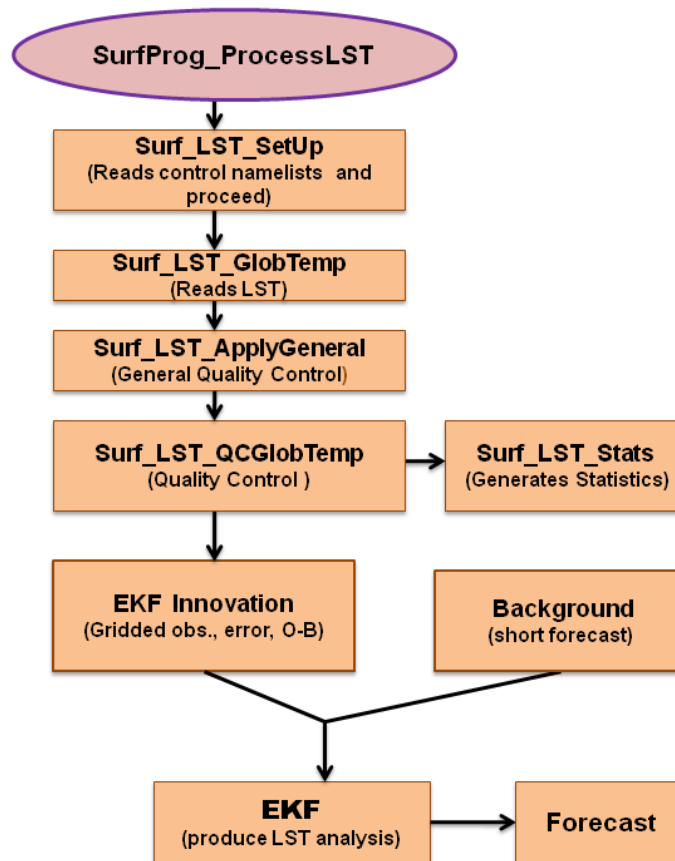 SurfProg_ProcessLST
Surf_LST_SetUp
(Reads control namelists and
proceed)
Surf_LST_GlobTemp
(Reads LST)
Surf_LST_ApplyGeneral
(General Quality Control)
Surf_LST_QCGlobTemp
(Quality Control )
Surf_LST_Stats
(Generates Statistics)
EKF Innovation
(Gridded obs., error, O-B)
Background
(short forecast)
EKF
(produce LST analysis)
Forecast